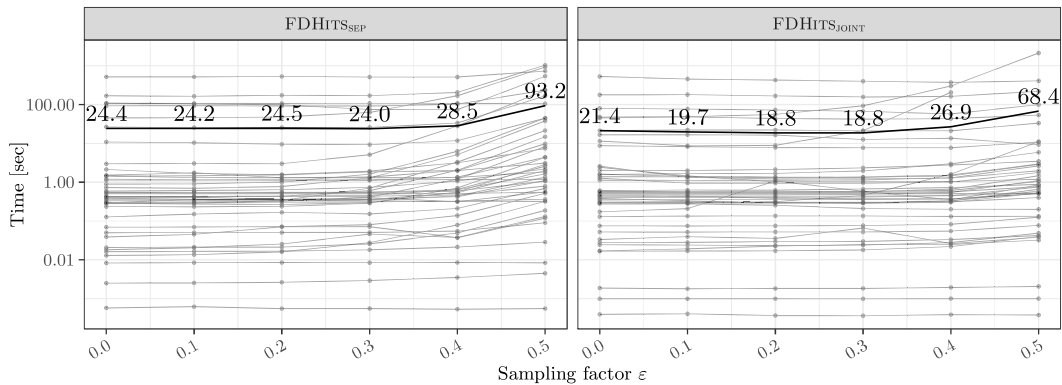 FDHITS_SEP FDHITS_JOINT
100.00
24.4 24.2 24.5 24.0 28.5 93.2 21.4 19.7 18.8 18.8 26.9 68.4
1.00
0.01
Time [sec]
0.0 0.1 0.2 0.3 0.4 0.5 0.0 0.1 0.2 0.3 0.4 0.5
Sampling factor ε